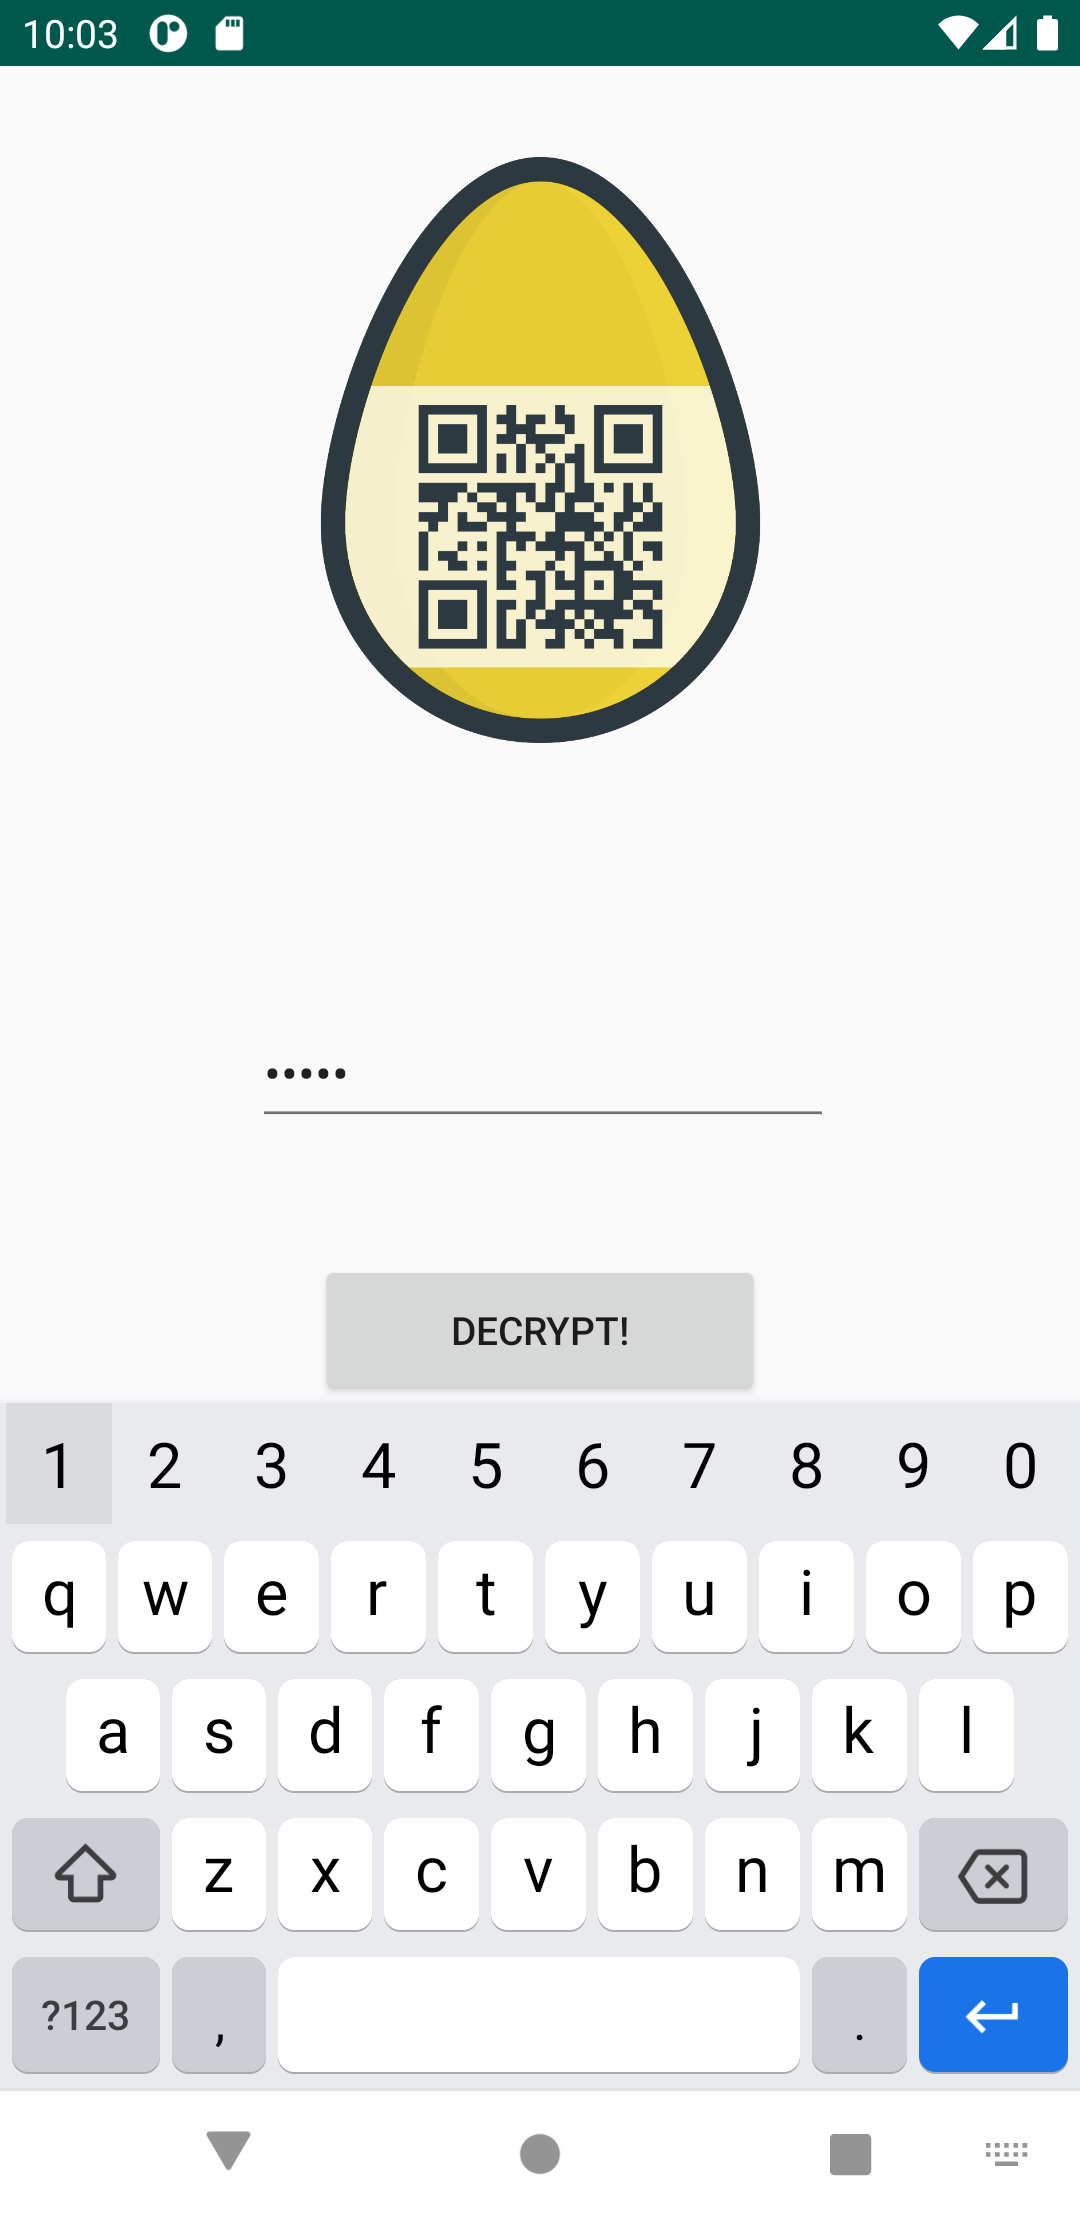 10:03
•••••
DECRYPT!
1 2 3 4 5 6 7 8 9 0
q w e r t y u i o p
a s d f g h j k l
z x c v b n m
?123 , .